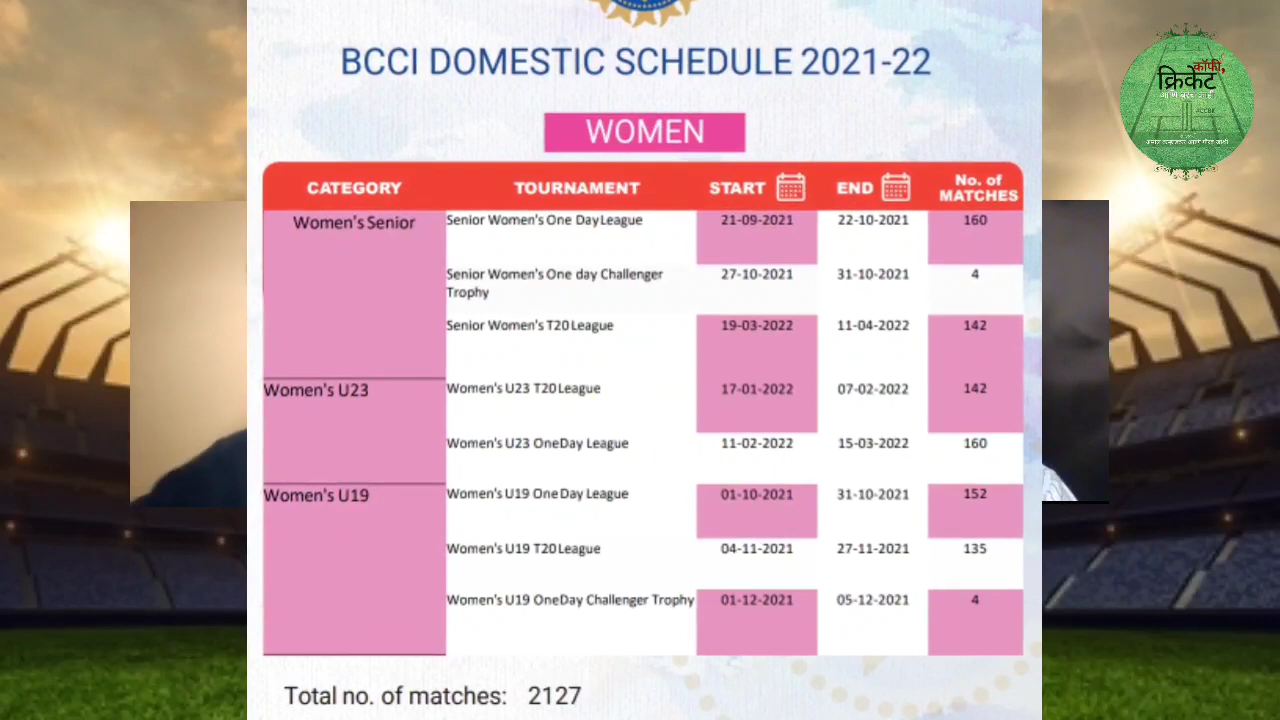 BCCI DOMESTIC SCHEDULE 2021-22
WOMEN
CATEGORY TOURNAMENT START END No. of MATCHES
Women's Senior Senior Women's One Day League 21-09-2021 22-10-2021 160
Senior Women's One day Challenger Trophy 27-10-2021 31-10-2021 4
Senior Women's T20 League 19-03-2022 11-04-2022 142
Women's U23 Women's U23 T20 League 17-01-2022 07-02-2022 142
Women's U23 OneDay League 11-02-2022 15-03-2022 160
Women's U19 Women's U19 One Day League 01-10-2021 31-10-2021 152
Women's U19 T20 League 04-11-2021 27-11-2021 135
Women's U19 OneDay Challenger Trophy 01-12-2021 05-12-2021 4
Total no. of matches: 2127
कॉफी,
क्रिकेट